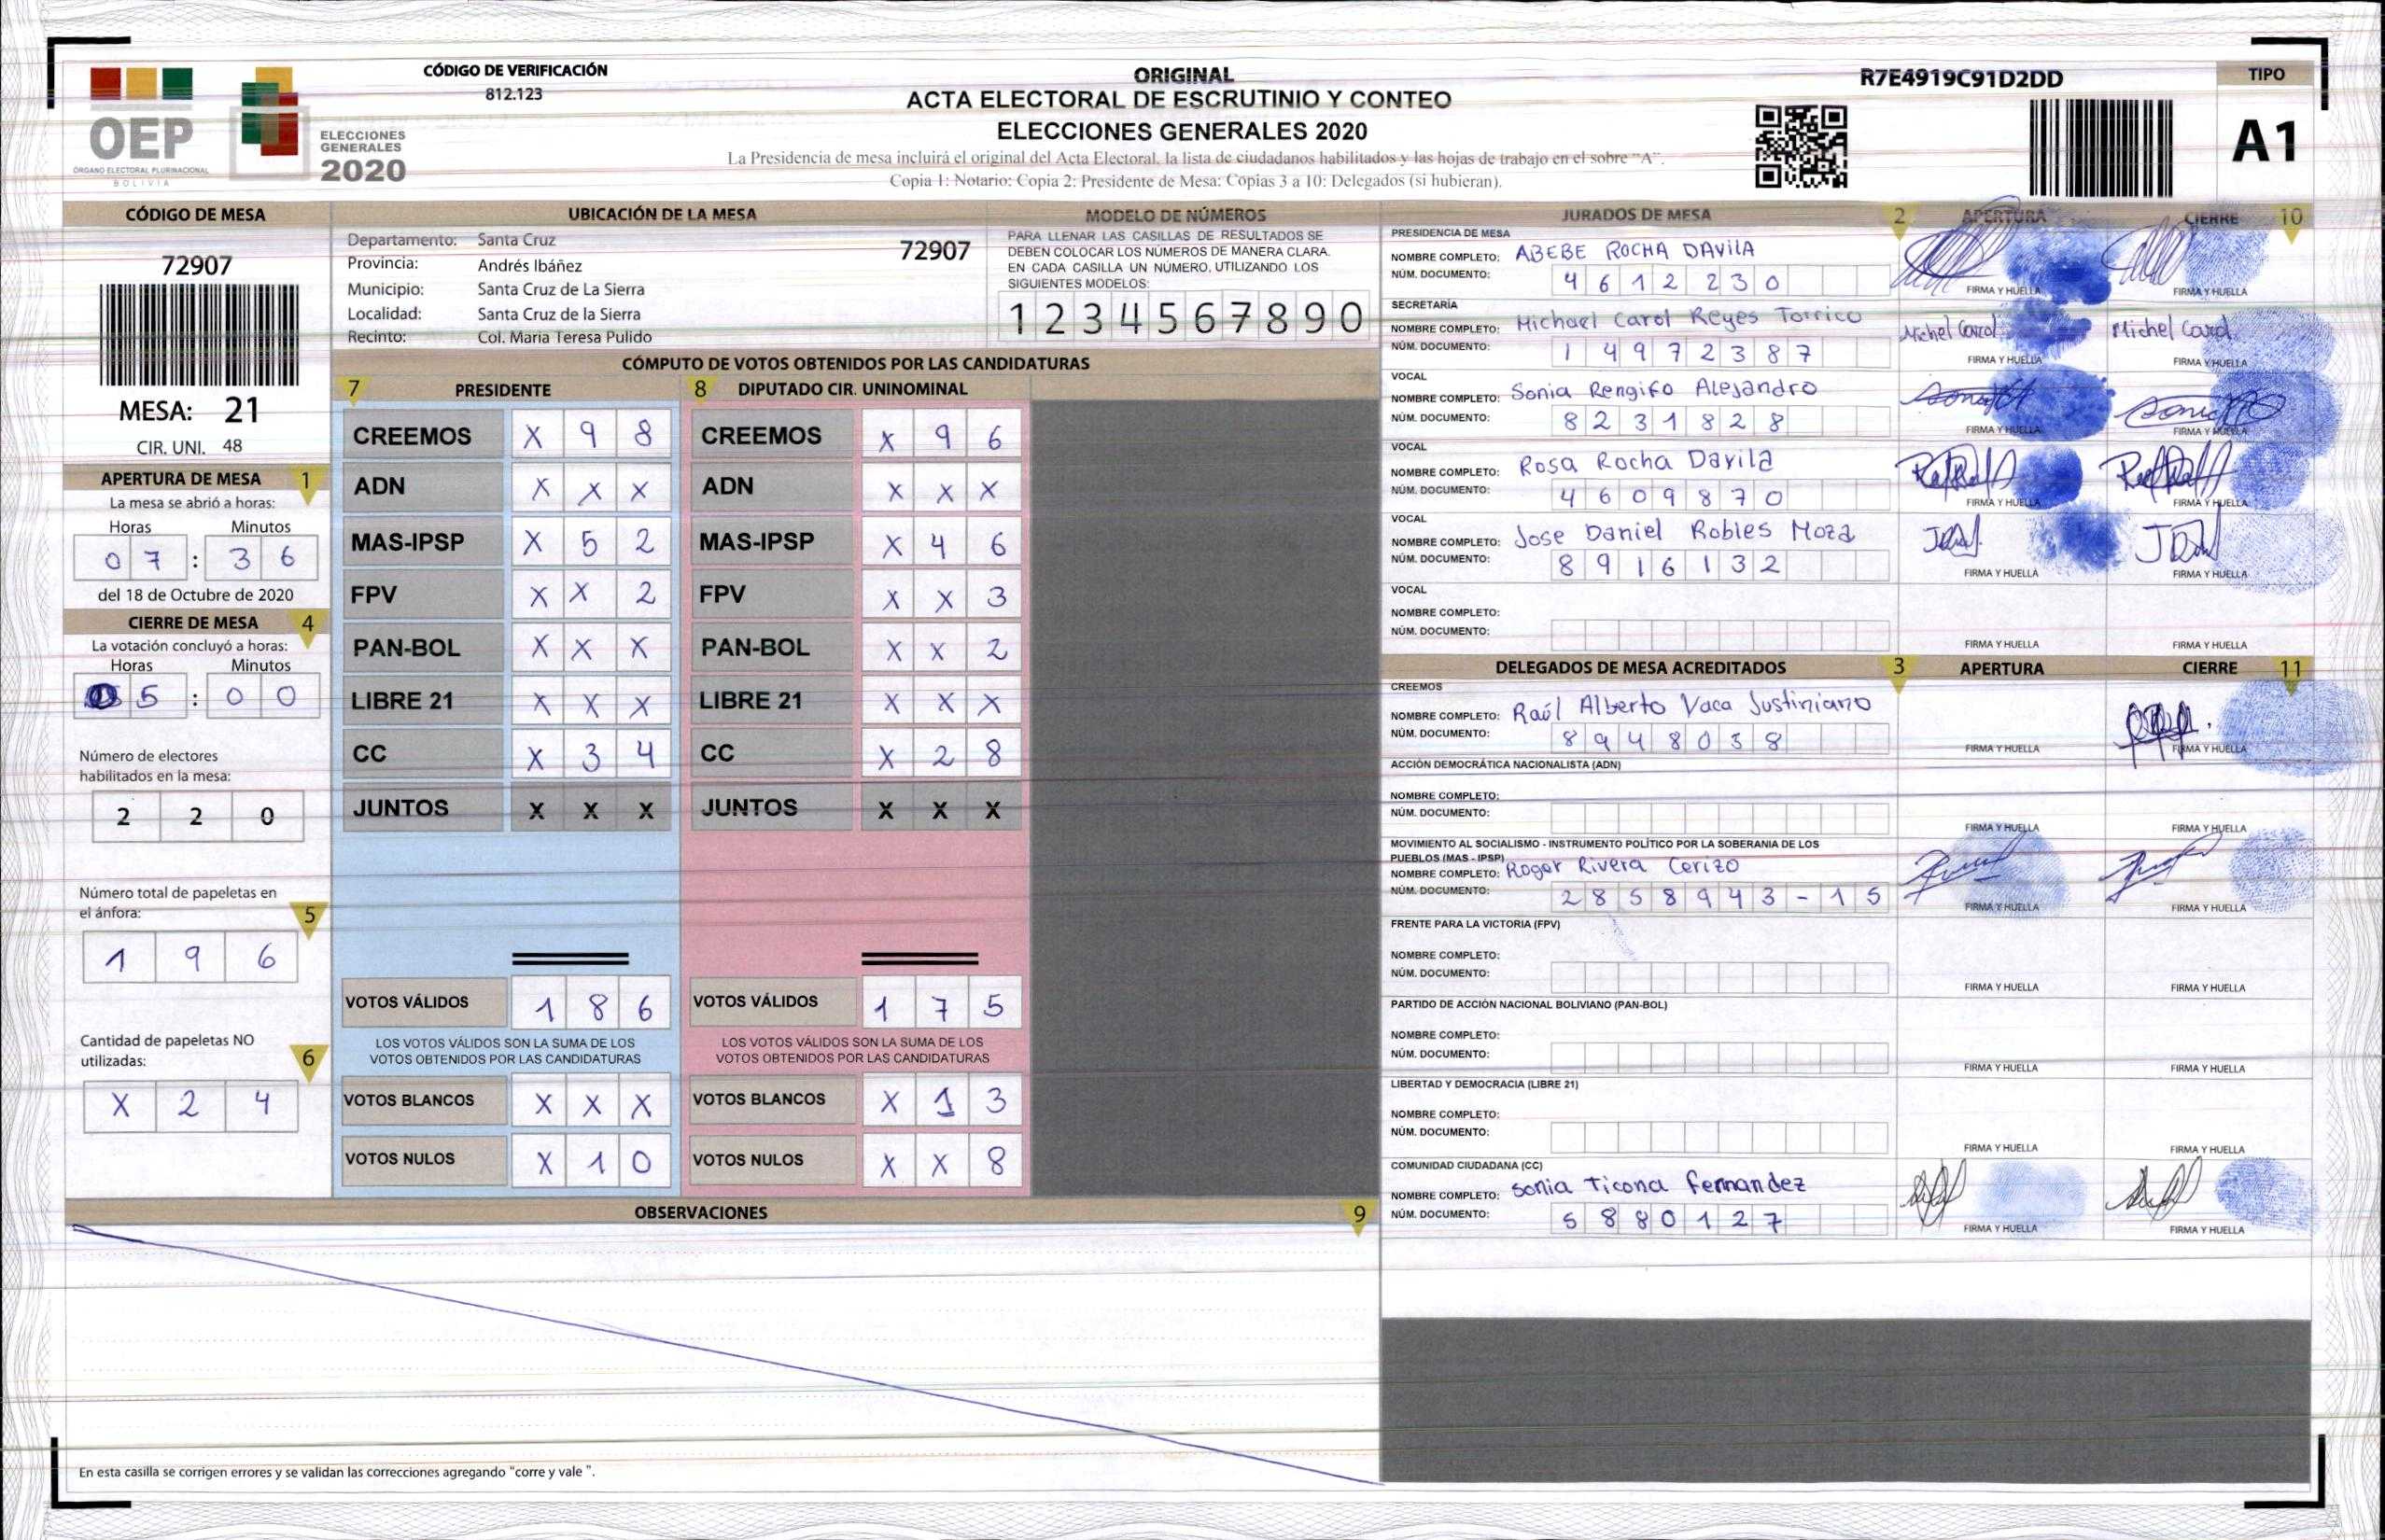 CÓDIGO DE VERIFICACIÓN
812.123
ORIGINAL
ACTA ELECTORAL DE ESCRUTINIO Y CONTEO
ELECCIONES GENERALES 2020
La Presidencia de mesa incluirá el original del Acta Electoral, la lista de ciudadanos habilitados y las hojas de trabajo en el sobre "A".
Copia 1: Notario: Copia 2: Presidente de Mesa: Copias 3 a 10: Delegados (si hubieran).
R7E4919C91D2DD
TIPO
A1
OEP
ÓRGANO ELECTORAL PLURINACIONAL
BOLIVIA
ELECCIONES
GENERALES
2020
CÓDIGO DE MESA
72907
MESA: 21
CIR. UNI. 48
APERTURA DE MESA 1
La mesa se abrió a horas:
Horas Minutos
0 7 : 3 6
del 18 de Octubre de 2020
CIERRE DE MESA 4
La votación concluyó a horas:
Horas Minutos
5 : 0 0
Número de electores
habilitados en la mesa:
2 2 0
Número total de papeletas en
el ánfora: 5
1 9 6
Cantidad de papeletas NO
utilizadas: 6
X 2 4
UBICACIÓN DE LA MESA
Departamento: Santa Cruz 72907
Provincia: Andrés Ibáñez
Municipio: Santa Cruz de La Sierra
Localidad: Santa Cruz de la Sierra
Recinto: Col. Maria Teresa Pulido
MODELO DE NÚMEROS
PARA LLENAR LAS CASILLAS DE RESULTADOS SE
DEBEN COLOCAR LOS NÚMEROS DE MANERA CLARA.
EN CADA CASILLA UN NÚMERO, UTILIZANDO LOS
SIGUIENTES MODELOS:
1 2 3 4 5 6 7 8 9 0
CÓMPUTO DE VOTOS OBTENIDOS POR LAS CANDIDATURAS
7 PRESIDENTE 8 DIPUTADO CIR. UNINOMINAL
CREEMOS X 9 8 CREEMOS X 9 6
ADN X X X ADN X X X
MAS-IPSP X 5 2 MAS-IPSP X 4 6
FPV X X 2 FPV X X 3
PAN-BOL X X X PAN-BOL X X 2
LIBRE 21 X X X LIBRE 21 X X X
CC X 3 4 CC X 2 8
JUNTOS X X X JUNTOS X X X
VOTOS VÁLIDOS 1 8 6 VOTOS VÁLIDOS 1 7 5
LOS VOTOS VÁLIDOS SON LA SUMA DE LOS LOS VOTOS VÁLIDOS SON LA SUMA DE LOS
VOTOS OBTENIDOS POR LAS CANDIDATURAS VOTOS OBTENIDOS POR LAS CANDIDATURAS
VOTOS BLANCOS X X X VOTOS BLANCOS X 1 3
VOTOS NULOS X 1 0 VOTOS NULOS X X 8
OBSERVACIONES 9
En esta casilla se corrigen errores y se validan las correcciones agregando "corre y vale ".
JURADOS DE MESA 2 APERTURA CIERRE 10
PRESIDENCIA DE MESA
NOMBRE COMPLETO: ABEBE ROCHA DAVILA
NÚM. DOCUMENTO: 4 6 1 2 2 3 0
FIRMA Y HUELLA FIRMA Y HUELLA
SECRETARÍA
NOMBRE COMPLETO: Michael Carol Reyes Torrico Michel Carol Michel Carol
NÚM. DOCUMENTO: 1 4 9 7 2 3 8 7
FIRMA Y HUELLA FIRMA Y HUELLA
VOCAL
NOMBRE COMPLETO: Sonia Rengifo Alejandro
NÚM. DOCUMENTO: 8 2 3 1 8 2 8
FIRMA Y HUELLA FIRMA Y HUELLA
VOCAL
NOMBRE COMPLETO: Rosa Rocha Davila
NÚM. DOCUMENTO: 4 6 0 9 8 7 0
FIRMA Y HUELLA FIRMA Y HUELLA
VOCAL
NOMBRE COMPLETO: Jose Daniel Robles Moza
NÚM. DOCUMENTO: 8 9 1 6 1 3 2
FIRMA Y HUELLA FIRMA Y HUELLA
VOCAL
NOMBRE COMPLETO:
NÚM. DOCUMENTO:
FIRMA Y HUELLA FIRMA Y HUELLA
DELEGADOS DE MESA ACREDITADOS 3 APERTURA CIERRE 11
CREEMOS
NOMBRE COMPLETO: Raúl Alberto Vaca Justiniano
NÚM. DOCUMENTO: 8 9 4 8 0 3 8
FIRMA Y HUELLA FIRMA Y HUELLA
ACCIÓN DEMOCRÁTICA NACIONALISTA (ADN)
NOMBRE COMPLETO:
NÚM. DOCUMENTO:
FIRMA Y HUELLA FIRMA Y HUELLA
MOVIMIENTO AL SOCIALISMO - INSTRUMENTO POLÍTICO POR LA SOBERANIA DE LOS
PUEBLOS (MAS - IPSP)
NOMBRE COMPLETO: Roger Rivera Cerizo
NÚM. DOCUMENTO: 2 8 5 8 9 4 3 - 1 5
FIRMA Y HUELLA FIRMA Y HUELLA
FRENTE PARA LA VICTORIA (FPV)
NOMBRE COMPLETO:
NÚM. DOCUMENTO:
FIRMA Y HUELLA FIRMA Y HUELLA
PARTIDO DE ACCIÓN NACIONAL BOLIVIANO (PAN-BOL)
NOMBRE COMPLETO:
NÚM. DOCUMENTO:
FIRMA Y HUELLA FIRMA Y HUELLA
LIBERTAD Y DEMOCRACIA (LIBRE 21)
NOMBRE COMPLETO:
NÚM. DOCUMENTO:
FIRMA Y HUELLA FIRMA Y HUELLA
COMUNIDAD CIUDADANA (CC)
NOMBRE COMPLETO: Sonia Ticona Fernandez
NÚM. DOCUMENTO: 5 8 8 0 1 2 7
FIRMA Y HUELLA FIRMA Y HUELLA